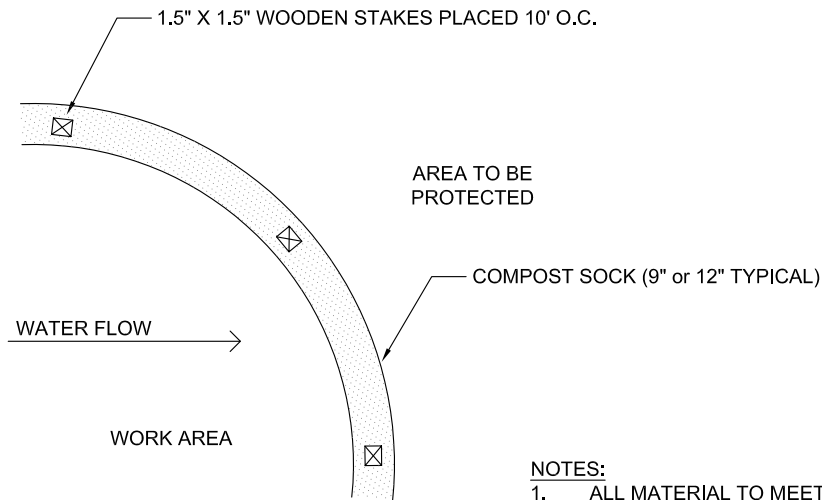 1.5" X 1.5" WOODEN STAKES PLACED 10' O.C.
AREA TO BE
PROTECTED
COMPOST SOCK (9" or 12" TYPICAL)
WATER FLOW
WORK AREA
NOTES:
1. ALL MATERIAL TO MEET